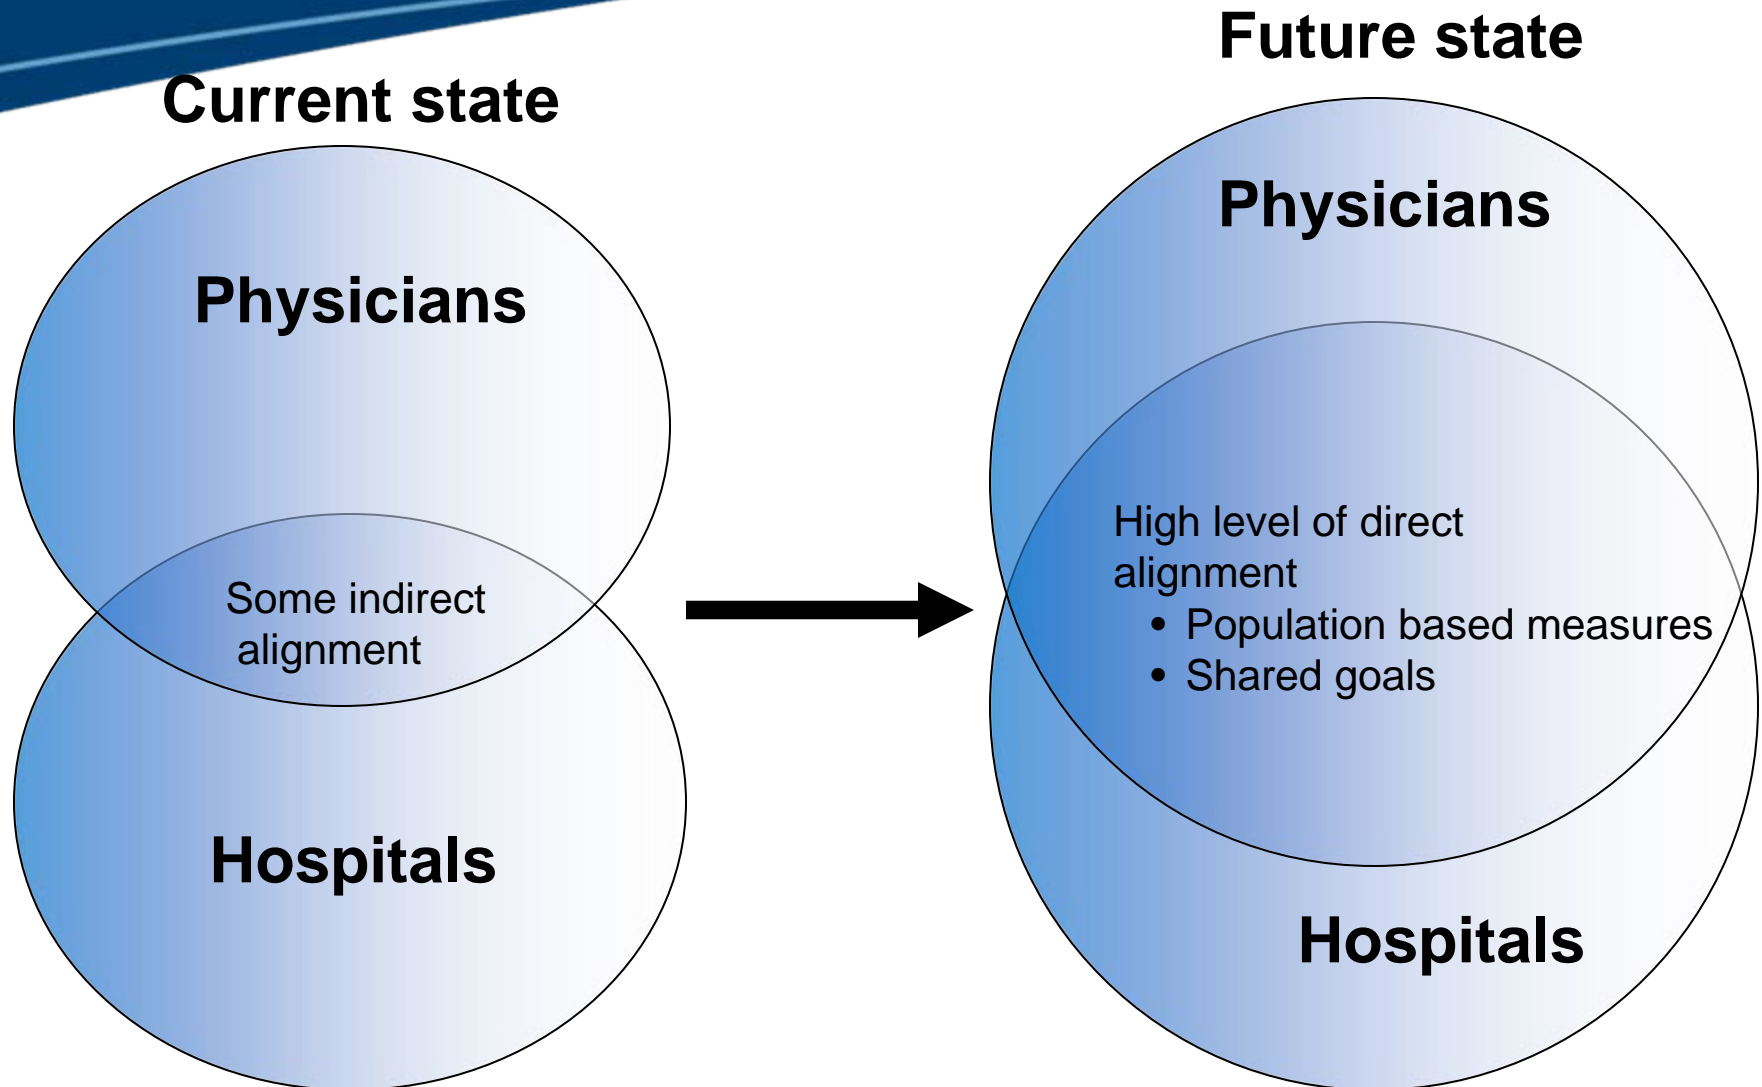 Current state
Physicians
Some indirect
alignment
Hospitals
Future state
Physicians
High level of direct
alignment
• Population based measures
• Shared goals
Hospitals